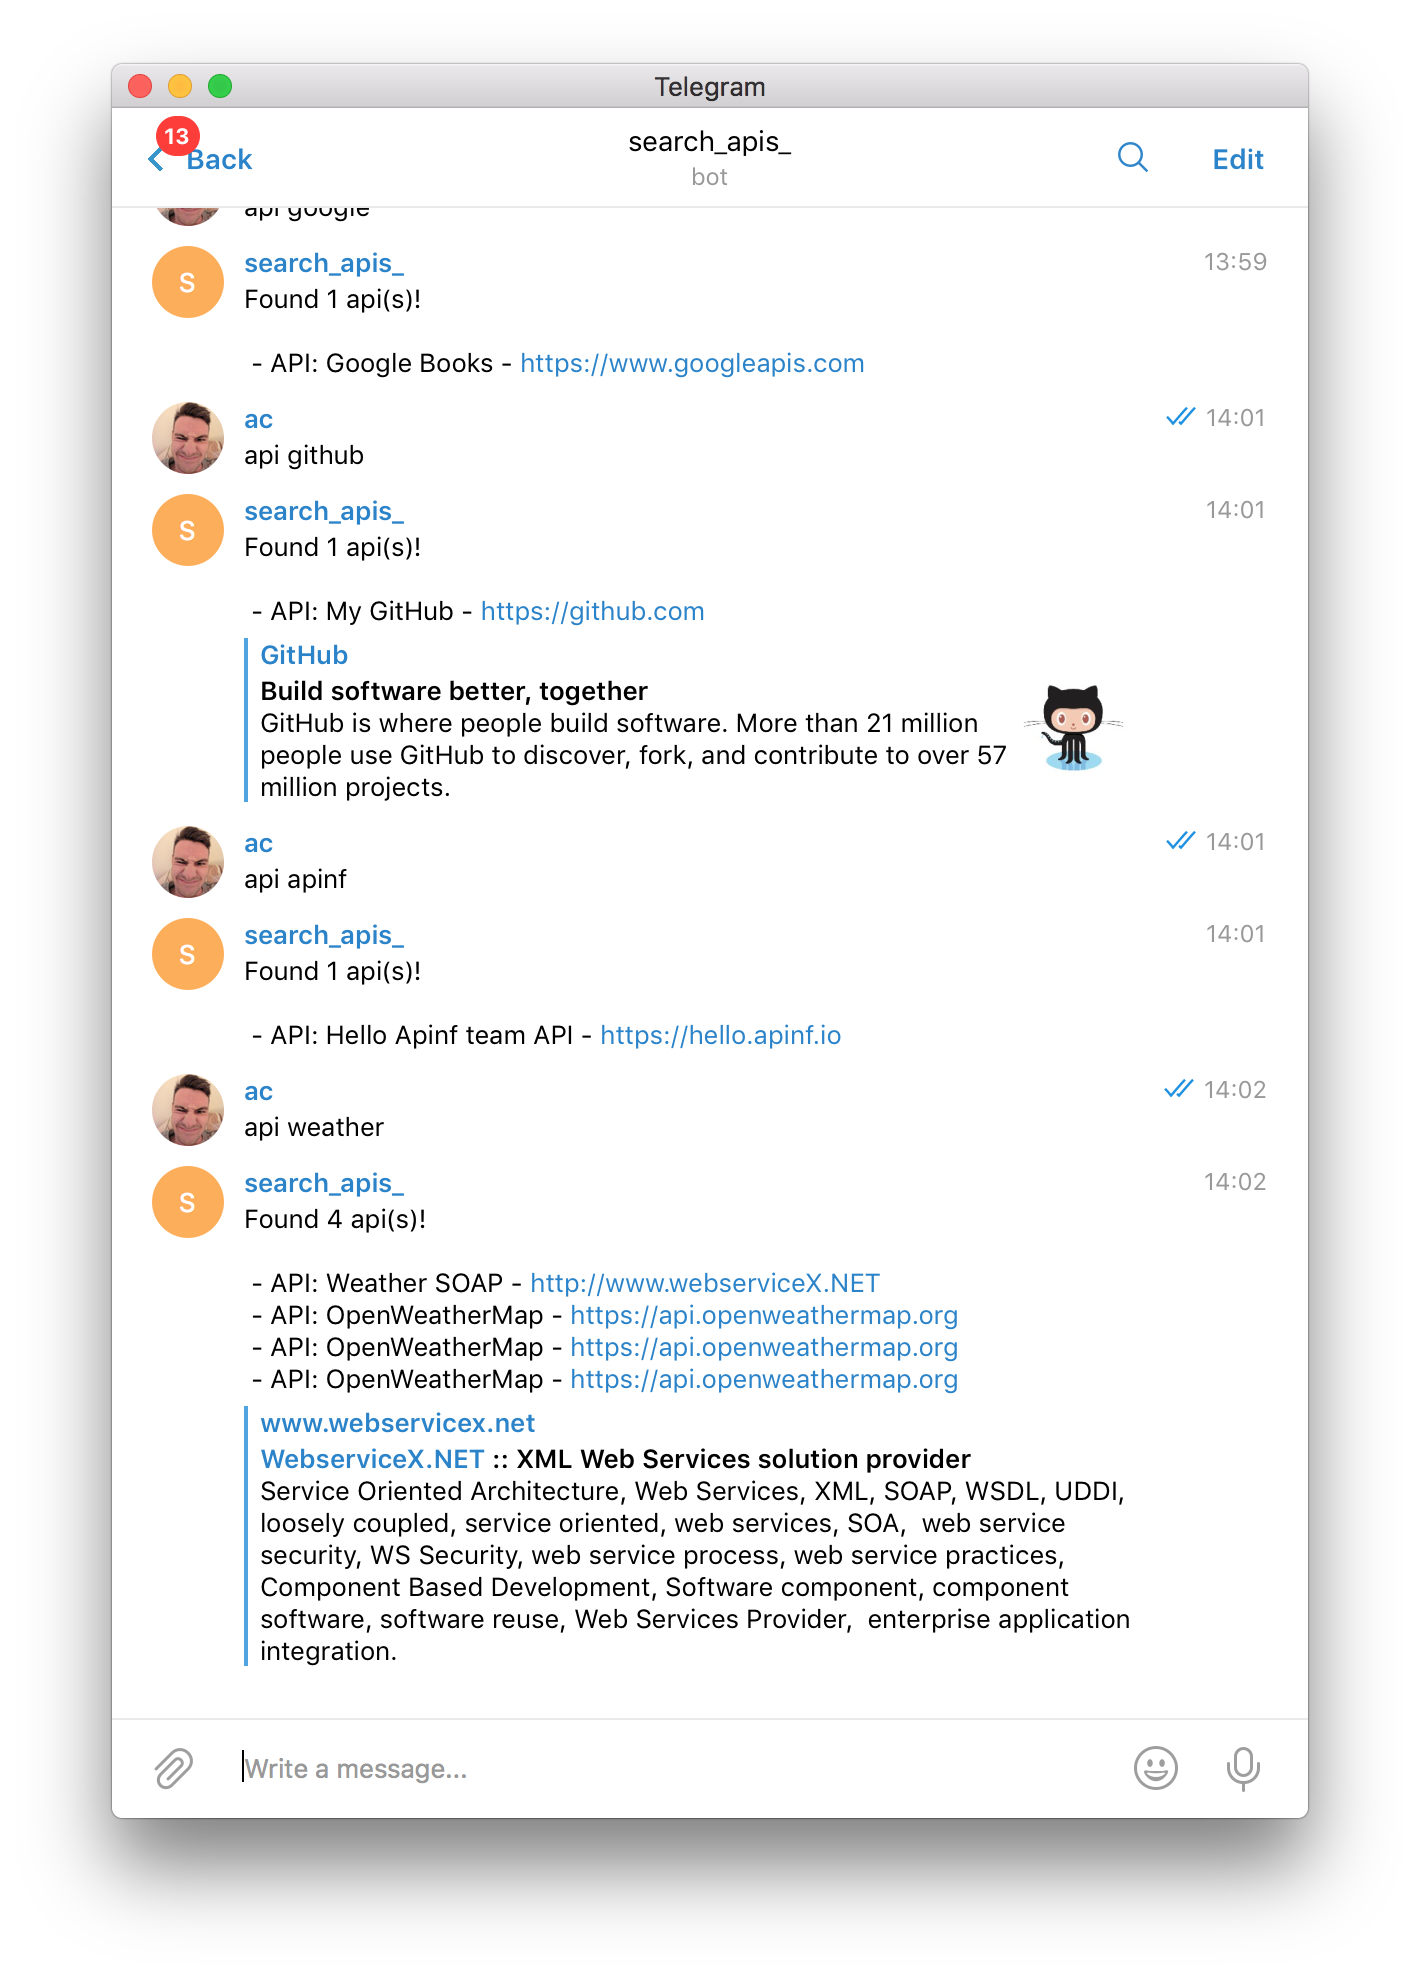 Telegram
13
Back
search_apis_
bot
Edit
api google
search_apis_
13:59
Found 1 api(s)!
- API: Google Books - https://www.googleapis.com
ac
14:01
api github
S
search_apis_
14:01
Found 1 api(s)!
- API: My GitHub - https://github.com
GitHub
Build software better, together
GitHub is where people build software. More than 21 million
people use GitHub to discover, fork, and contribute to over 57
million projects.
ac
14:01
api apinf
S
search_apis_
14:01
Found 1 api(s)!
- API: Hello Apinf team API - https://hello.apinf.io
ac
14:02
api weather
S
search_apis_
14:02
Found 4 api(s)!
- API: Weather SOAP - http://www.webserviceX.NET
- API: OpenWeatherMap - https://api.openweathermap.org
- API: OpenWeatherMap - https://api.openweathermap.org
- API: OpenWeatherMap - https://api.openweathermap.org
www.webservicex.net
WebserviceX.NET :: XML Web Services solution provider
Service Oriented Architecture, Web Services, XML, SOAP, WSDL, UDDI,
loosely coupled, service oriented, web services, SOA,  web service
security, WS Security, web service process, web service practices,
Component Based Development, Software component, component
software, software reuse, Web Services Provider,  enterprise application
integration.
Write a message...